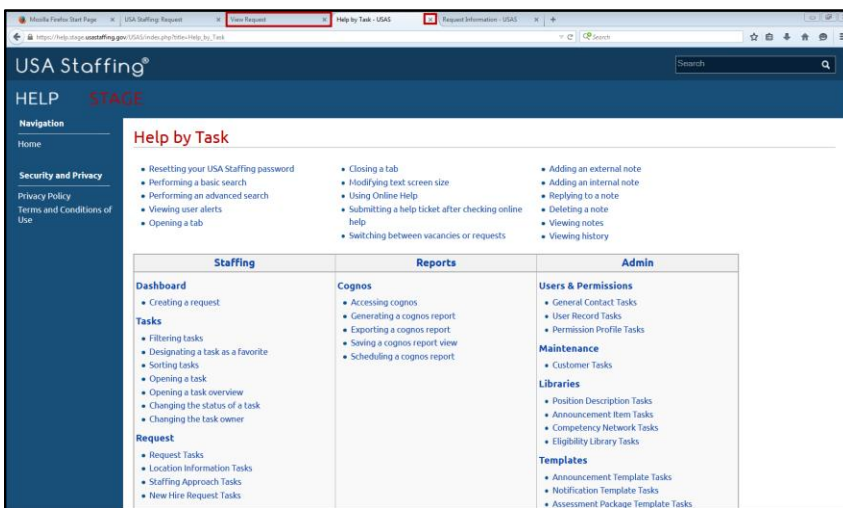 Mozilla Firefox Start Page
USA Staffing: Request
View Request
Help by Task - USAS
Request Information - USAS
https://help.stage.usastaffing.gov/USAS/index.php?title=Help_by_Task
Search
USA Staffing®
Search
HELP STAGE
Navigation
Home
Security and Privacy
Privacy Policy
Terms and Conditions of
Use
Help by Task
Resetting your USA Staffing password
Performing a basic search
Performing an advanced search
Viewing user alerts
Opening a tab
Closing a tab
Modifying text screen size
Using Online Help
Submitting a help ticket after checking online
help
Switching between vacancies or requests
Adding an external note
Adding an internal note
Replying to a note
Deleting a note
Viewing notes
Viewing history
Staffing
Dashboard
Creating a request
Tasks
Filtering tasks
Designating a task as a favorite
Sorting tasks
Opening a task
Opening a task overview
Changing the status of a task
Changing the task owner
Request
Request Tasks
Location Information Tasks
Staffing Approach Tasks
New Hire Request Tasks
Reports
Cognos
Accessing cognos
Generating a cognos report
Exporting a cognos report
Saving a cognos report view
Scheduling a cognos report
Admin
Users & Permissions
General Contact Tasks
User Record Tasks
Permission Profile Tasks
Maintenance
Customer Tasks
Libraries
Position Description Tasks
Announcement Item Tasks
Competency Network Tasks
Eligibility Library Tasks
Templates
Announcement Template Tasks
Notification Template Tasks
Assessment Package Template Tasks